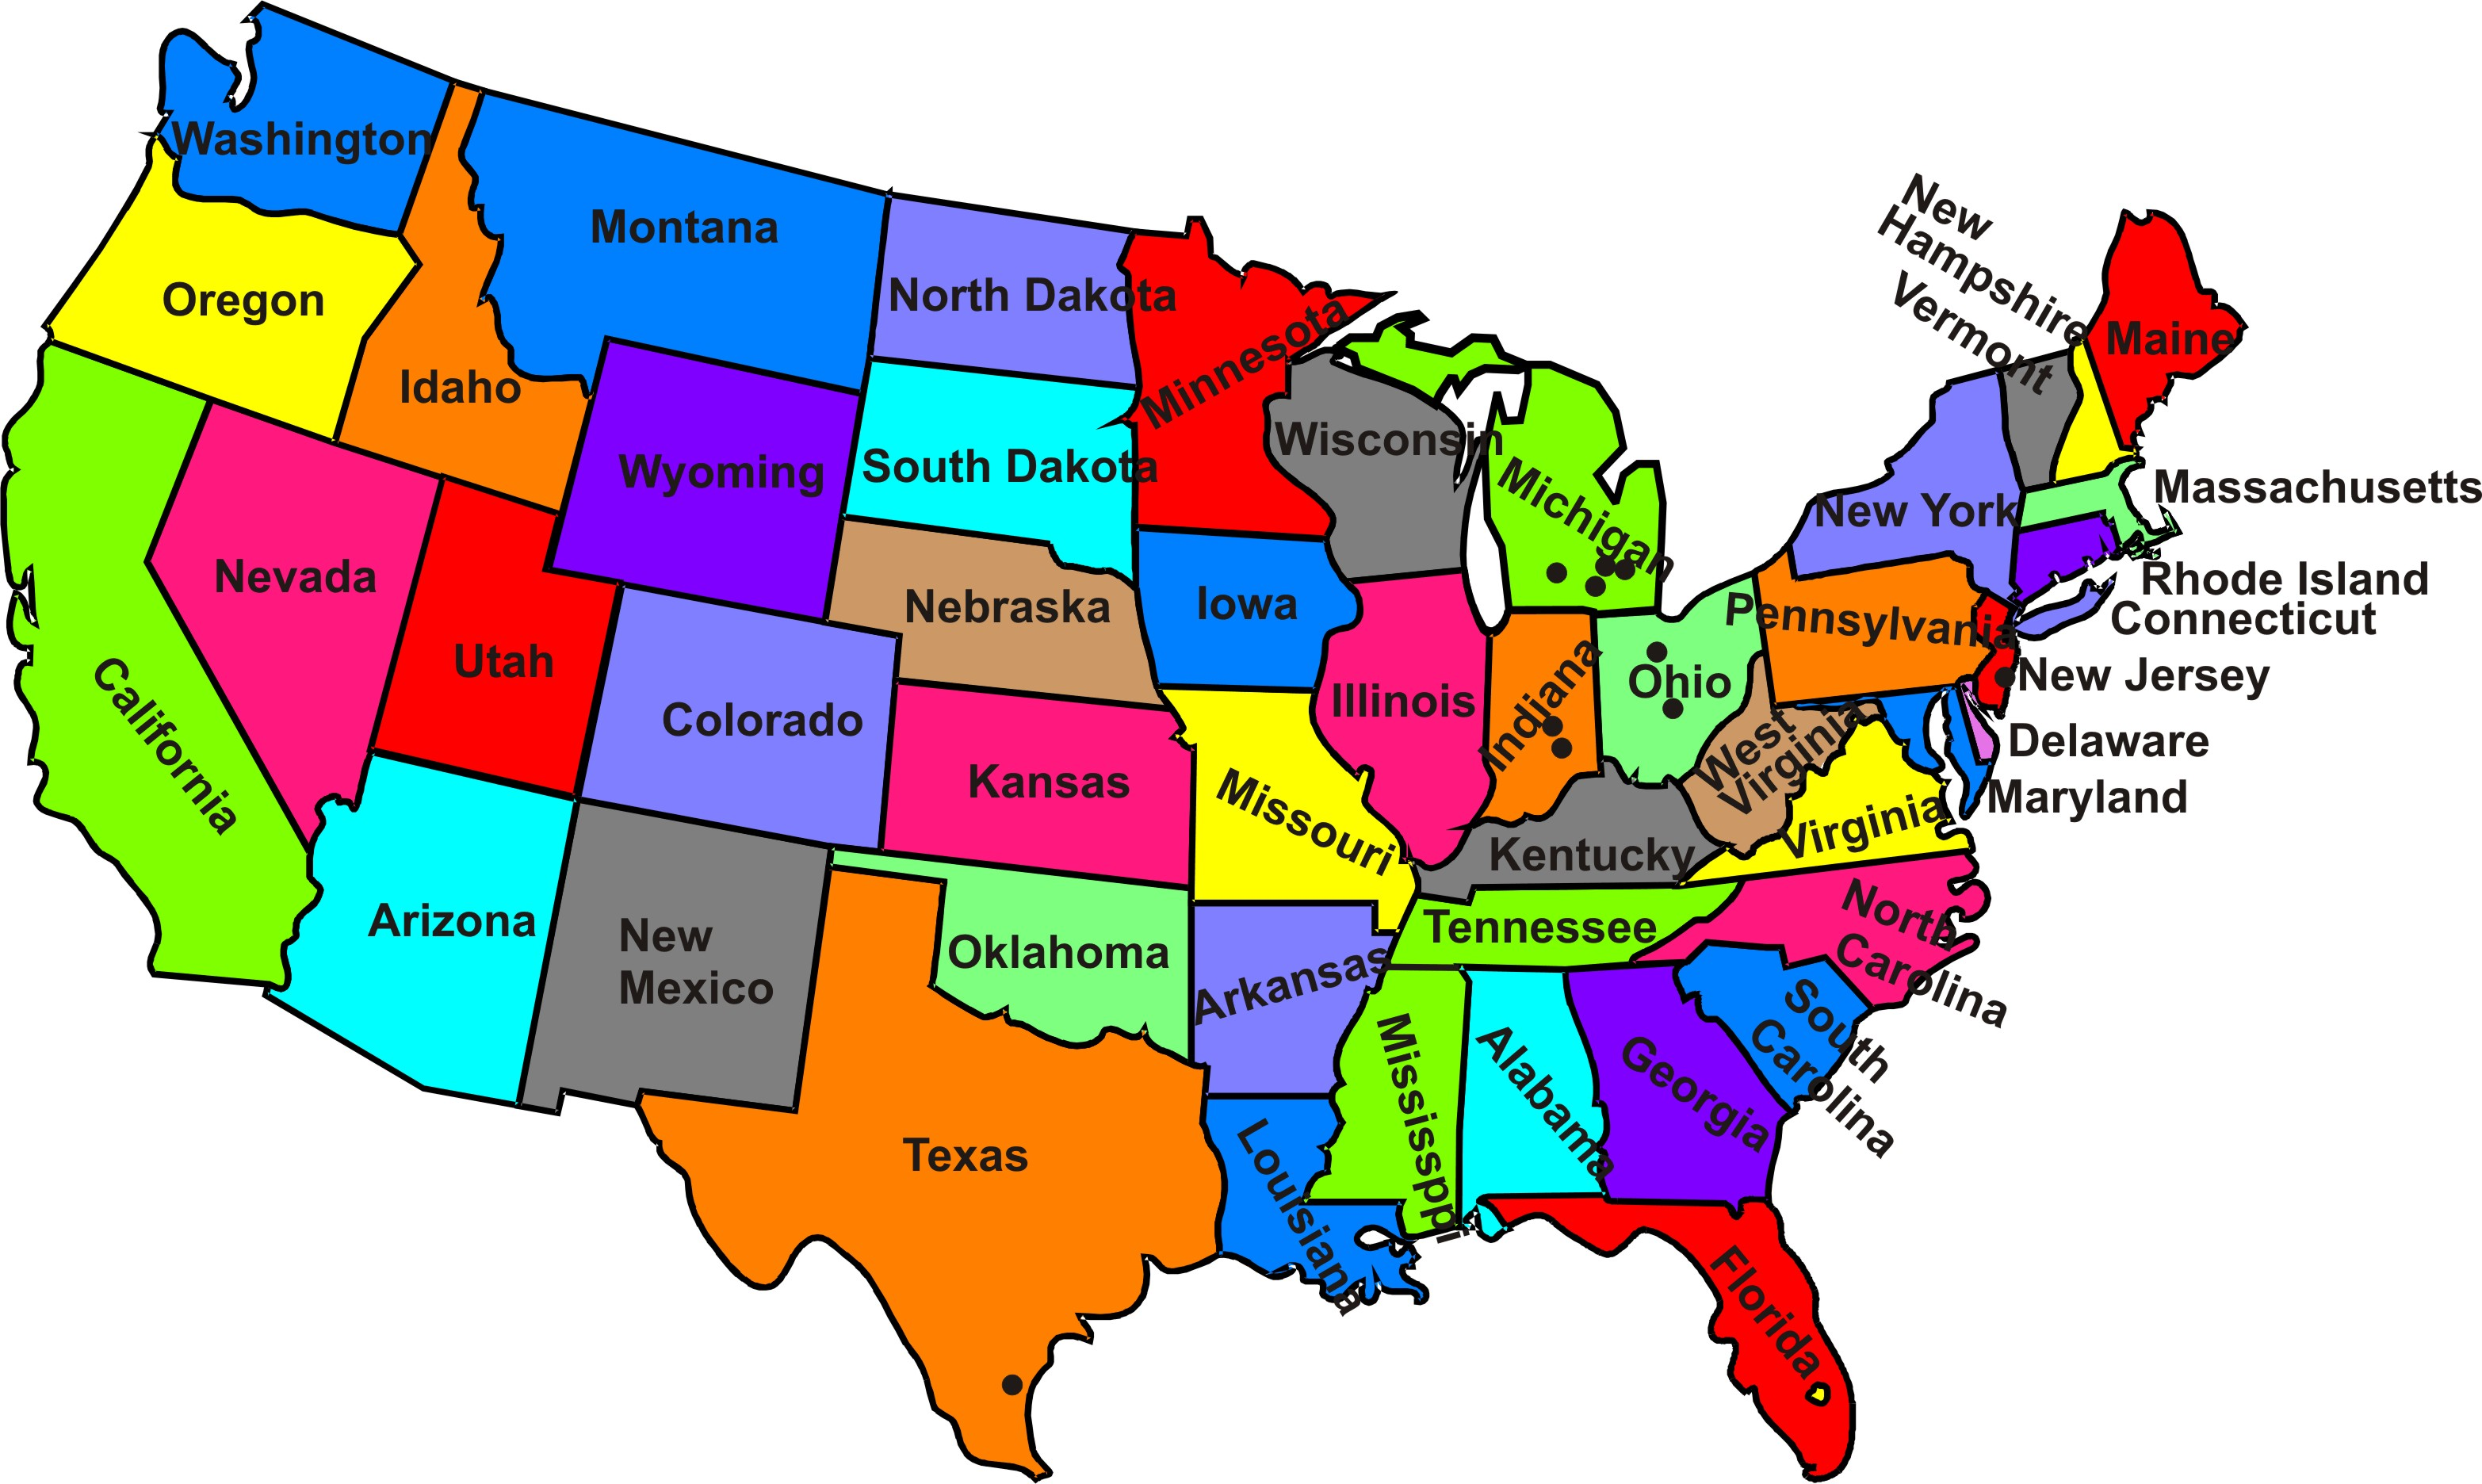 Washington
Montana
North Dakota
Minnesota
Oregon
Idaho
Wyoming
South Dakota
Wisconsin
Michigan
New
Hampshire
Vermont
Maine
New York
Massachusetts
Rhode Island
Connecticut
Pennsylvania
New Jersey
Delaware
Maryland
Nevada
Utah
Colorado
Nebraska
Iowa
Illinois
Indiana
Ohio
West
Virginia
Virginia
California
Kansas
Missouri
Kentucky
Arizona
New
Mexico
Oklahoma
Arkansas
Tennessee
North
Carolina
South
Carollina
Texas
Louisiana
Mississppii
Alabama
Georgia
Florida